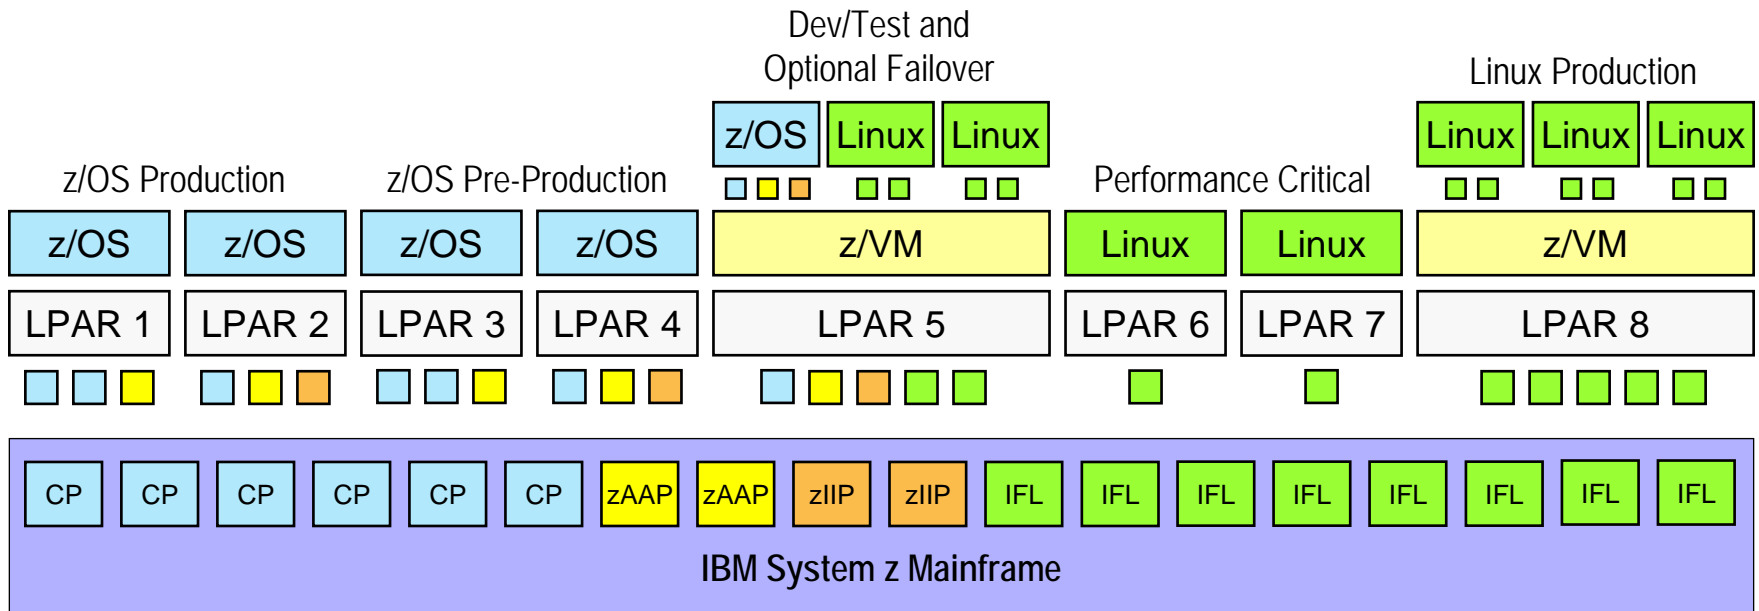 Dev/Test and
Optional Failover
Linux Production
z/OS Linux Linux
Linux Linux Linux
z/OS Production
z/OS Pre-Production
Performance Critical
z/OS z/OS z/OS z/OS z/VM Linux Linux z/VM
LPAR 1 LPAR 2 LPAR 3 LPAR 4 LPAR 5 LPAR 6 LPAR 7 LPAR 8
CP CP CP CP CP CP zAAP zAAP zIIP zIIP IFL IFL IFL IFL IFL IFL IFL IFL
IBM System z Mainframe